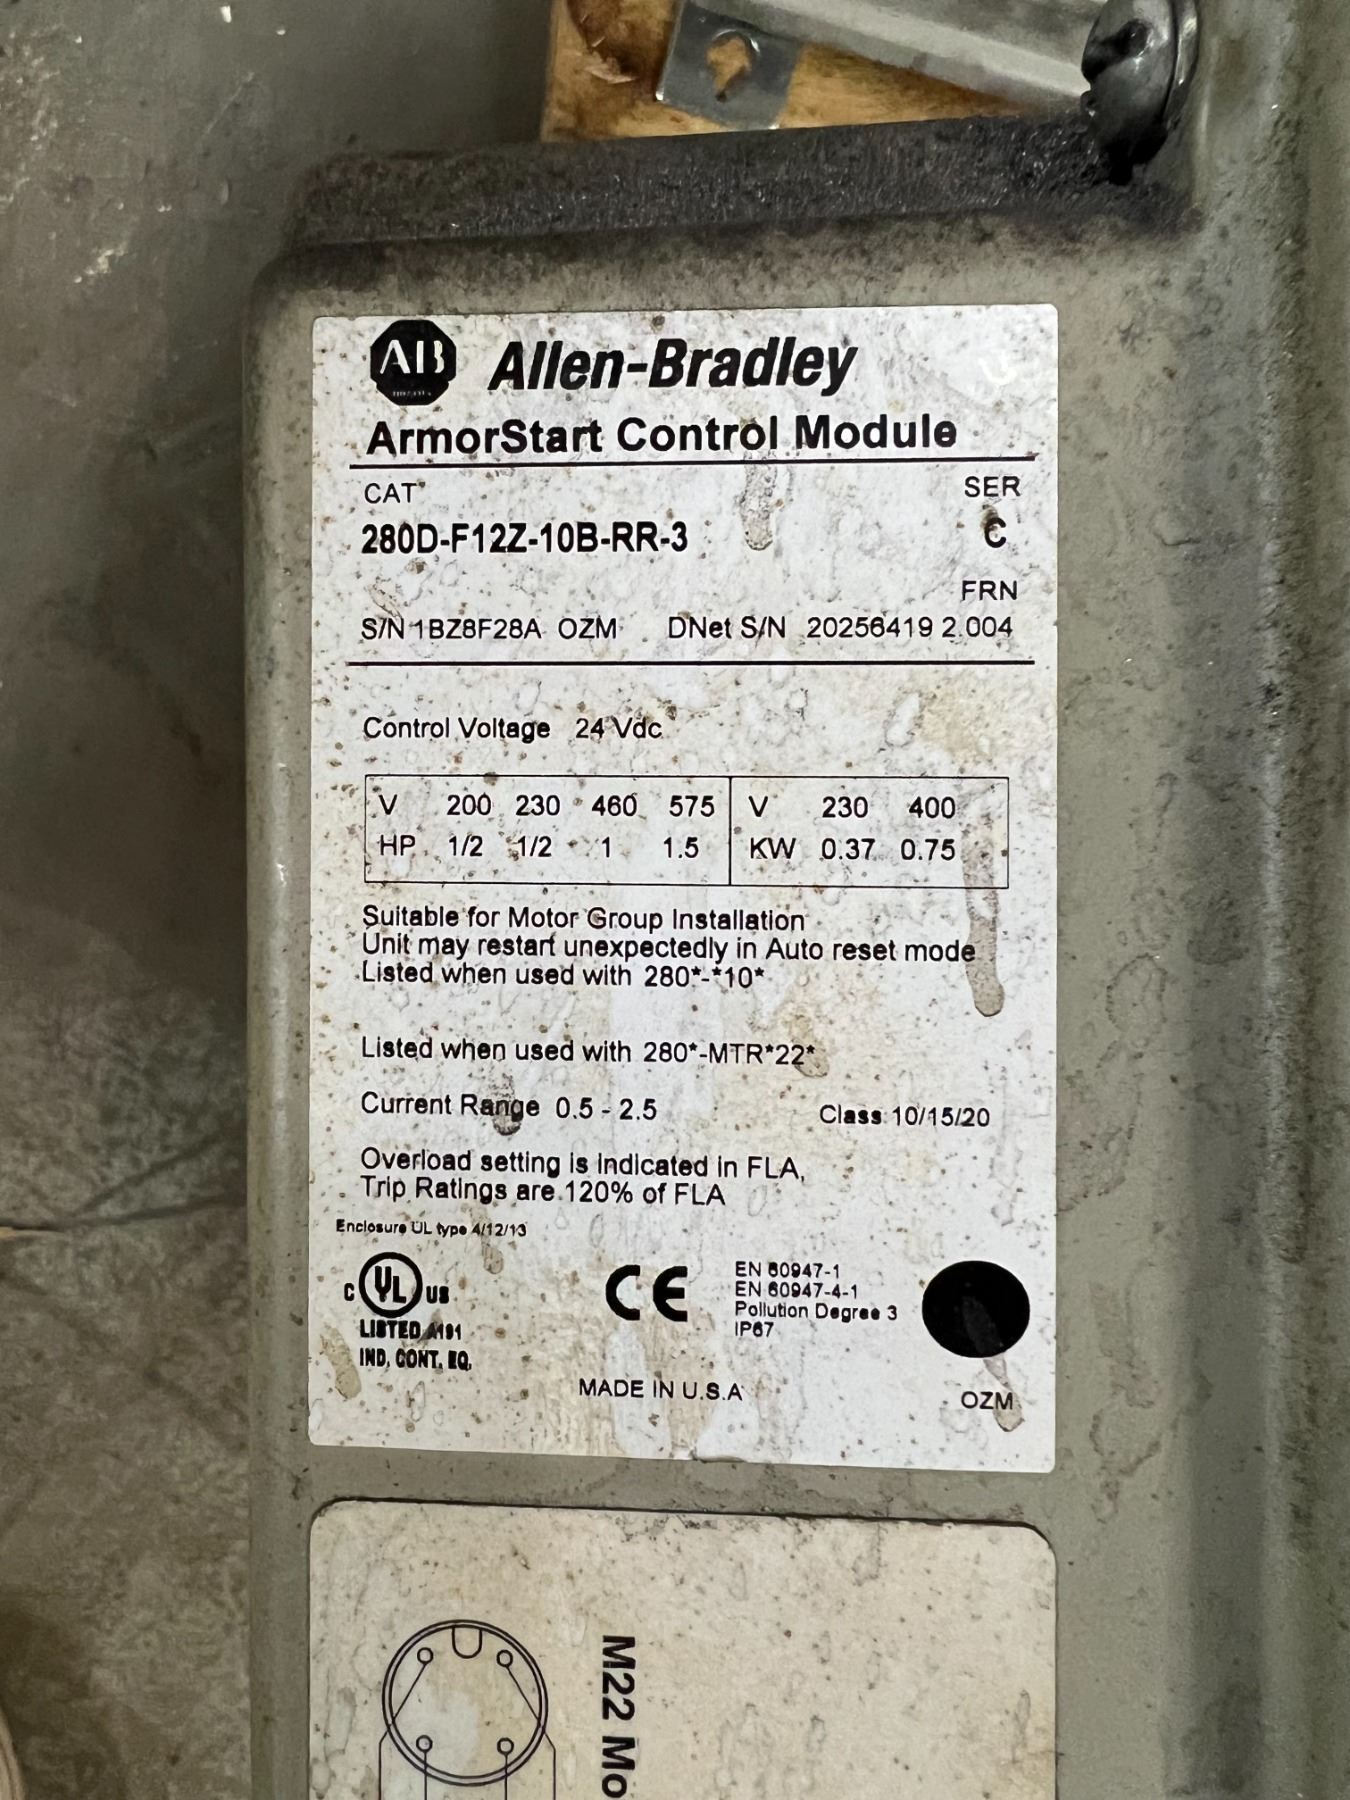 AB Allen-Bradley
ArmorStart Control Module
CAT SER
280D-F12Z-10B-RR-3 C
FRN
S/N 1BZ8F28A OZM DNet S/N 20256419 2.004
Control Voltage 24 Vdc
V 200 230 460 575 V 230 400
HP 1/2 1/2 1 1.5 KW 0.37 0.75
Suitable for Motor Group Installation
Unit may restart unexpectedly in Auto reset mode
Listed when used with 280*-*10*
Listed when used with 280*-MTR*22*
Current Range 0.5 - 2.5 Class 10/15/20
Overload setting is indicated in FLA,
Trip Ratings are 120% of FLA
Enclosure UL type 4/12/13
C UL US
LISTED A191
IND. CONT. EQ.
CE
EN 60947-1
EN 60947-4-1
Pollution Degree 3
IP67
MADE IN U.S.A
OZM
M22 Mo